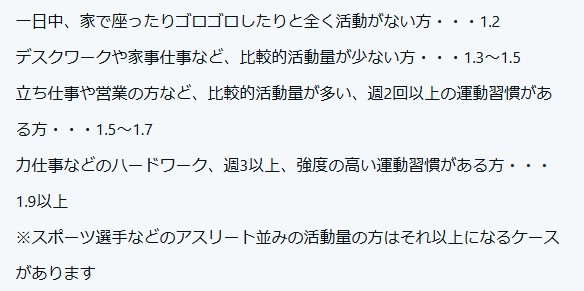 一日中、家で座ったりゴロゴロしたりと全く活動がない方・・・1.2
デスクワークや家事仕事など、比較的活動量が少ない方・・・1.3～1.5
立ち仕事や営業の方など、比較的活動量が多い、週2回以上の運動習慣があ
る方・・・1.5～1.7
力仕事などのハードワーク、週3以上、強度の高い運動習慣がある方・・・
1.9以上
※スポーツ選手などのアスリート並みの活動量の方はそれ以上になるケース
があります